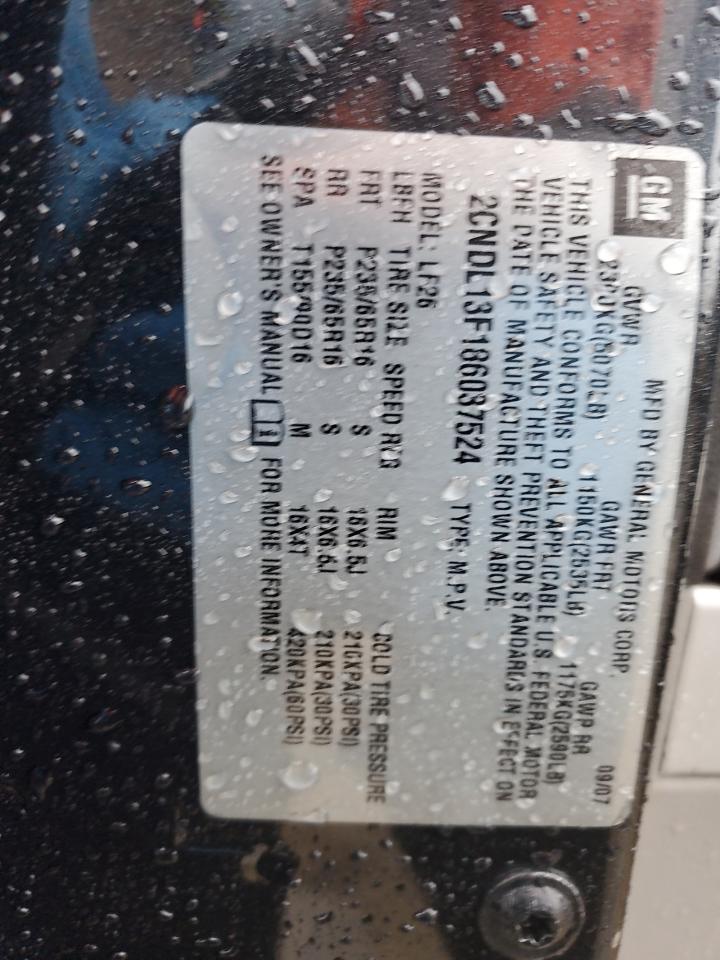 GM
MFD BY GENERAL MOTORS CORP. 09/07
GVWR GAWR FRT GAWR RR
2300KG(5070LB) 1150KG(2535LB) 1175KG(2590LB)
THIS VEHICLE CONFORMS TO ALL APPLICABLE U.S. FEDERAL MOTOR
VEHICLE SAFETY AND THEFT PREVENTION STANDARDS IN EFFECT ON
THE DATE OF MANUFACTURE SHOWN ABOVE.
2CNDL13F186037524 TYPE: M.P.V.
MODEL: LF26
LBFH TIRE SIZE SPEED RTG RIM COLD TIRE PRESSURE
FRT P235/65R16 S 16X6.5J 210KPA(30PSI)
RR P235/65R16 S 16X6.5J 210KPA(30PSI)
SPA T155/90D16 M 16X4T 420KPA(60PSI)
SEE OWNER'S MANUAL FOR MORE INFORMATION.